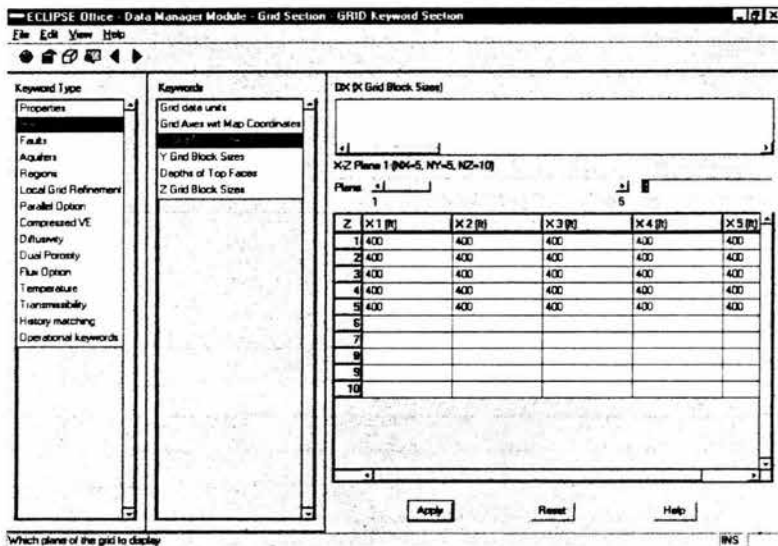 ECLIPSE Office - Data Manager Module - Grid Section - GRID Keyword Section
File Edit View Help
Keyword Type
Properties
Faults
Aquifers
Regions
Local Grid Refinement
Parallel Option
Compressed VE
Diffusivity
Dual Porosity
Flux Option
Temperature
Transmissibility
History matching
Operational keywords
Keywords
Grid data units
Grid Axes wrt Map Coordinates
Y Grid Block Sizes
Depths of Top Faces
Z Grid Block Sizes
DX (X Grid Block Sizes)
X-Z Plane 1 (NX=5, NY=5, NZ=10)
Plane
1 5
Z X 1 (ft) X 2 (ft) X 3 (ft) X 4 (ft) X 5 (ft)
1 400 400 400 400 400
2 400 400 400 400 400
3 400 400 400 400 400
4 400 400 400 400 400
5 400 400 400 400 400
6
7
8
9
10
Apply Reset Help
Which plane of the grid to display INS